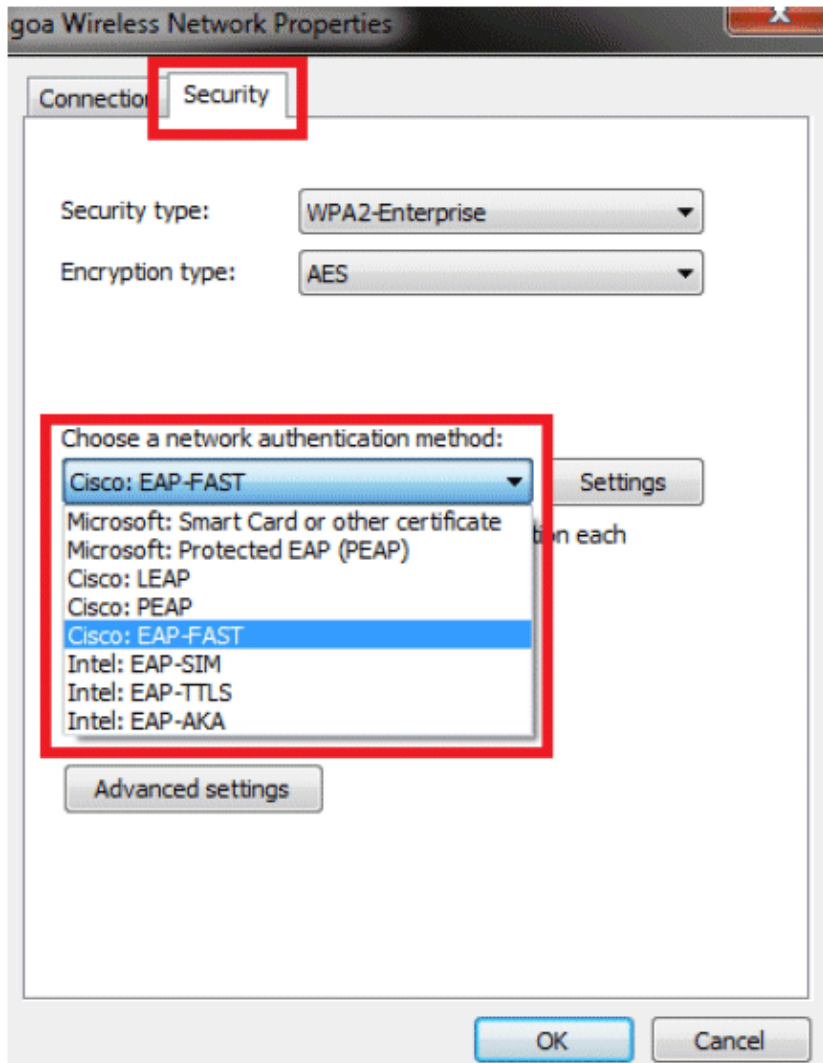 goa Wireless Network Properties
Connection
Security
Security type:
WPA2-Enterprise
Encryption type:
AES
Choose a network authentication method:
Cisco: EAP-FAST
Settings
Microsoft: Smart Card or other certificate
tion each
Microsoft: Protected EAP (PEAP)
Cisco: LEAP
Cisco: PEAP
Cisco: EAP-FAST
Intel: EAP-SIM
Intel: EAP-TTLS
Intel: EAP-AKA
Advanced settings
OK
Cancel